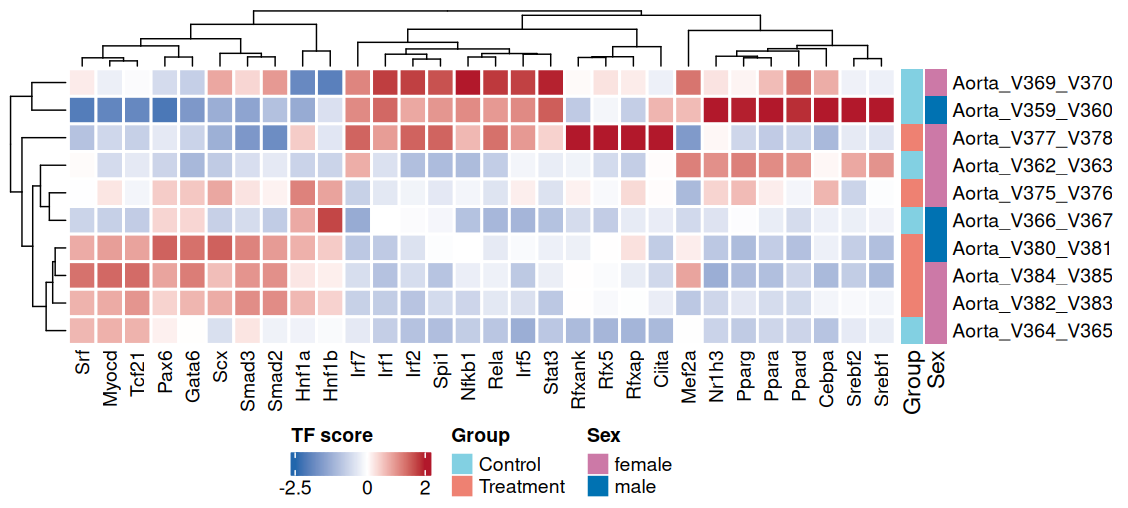 Aorta_V369_V370
Aorta_V359_V360
Aorta_V377_V378
Aorta_V362_V363
Aorta_V375_V376
Aorta_V366_V367
Aorta_V380_V381
Aorta_V384_V385
Aorta_V382_V383
Aorta_V364_V365
Srf
Myocd
Tcf21
Pax6
Gata6
Scx
Smad3
Smad2
Hnf1a
Hnf1b
Irf7
Irf1
Irf2
Spi1
Nfkb1
Rela
Irf5
Stat3
Rfxank
Rfx5
Rfxap
Ciita
Mef2a
Nr1h3
Pparg
Ppara
Ppard
Cebpa
Srebf2
Srebf1
Group
Sex
TF score
-2.5 0 2
Group
Control
Treatment
Sex
female
male